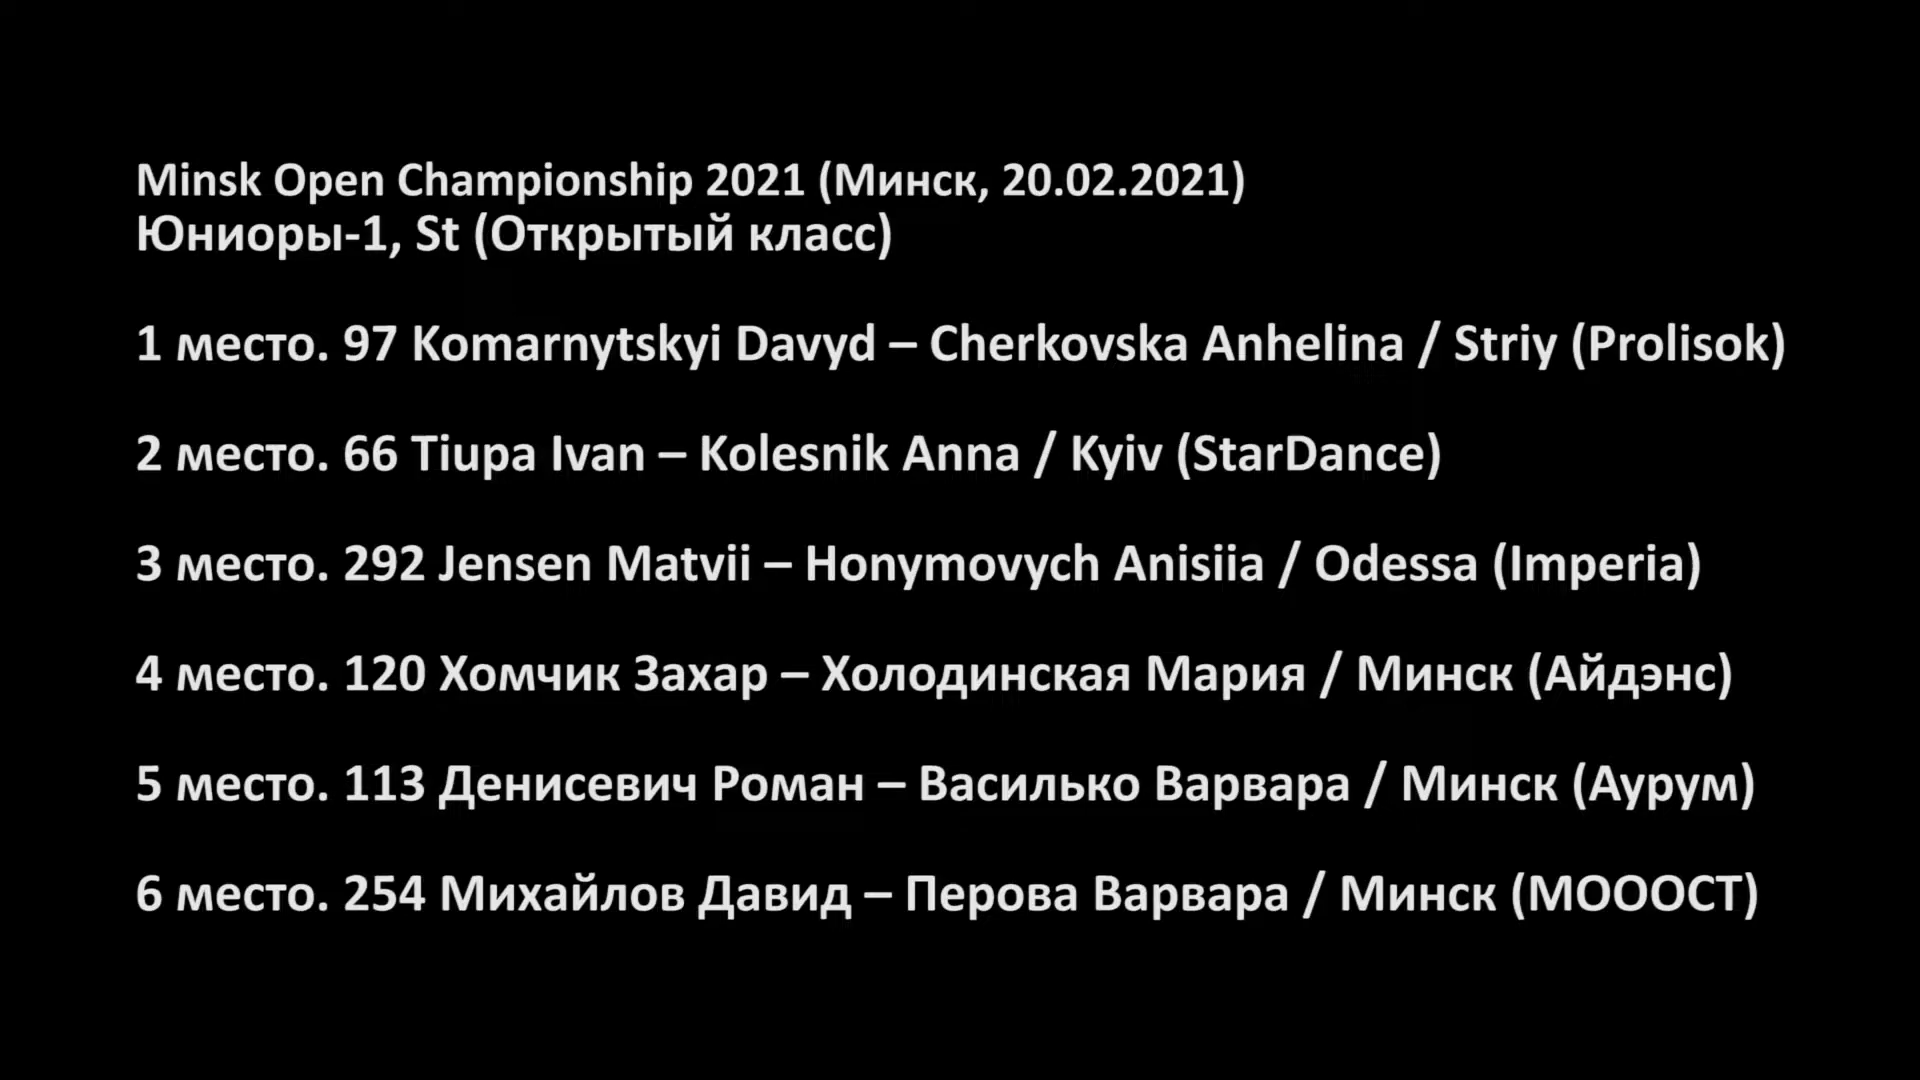 Minsk Open Championship 2021 (Минск, 20.02.2021)
Юниоры-1, St (Открытый класс)
1 место. 97 Komarnytskyi Davyd – Cherkovska Anhelina / Striy (Prolisok)
2 место. 66 Tiupa Ivan – Kolesnik Anna / Kyiv (StarDance)
3 место. 292 Jensen Matvii – Honymovych Anisiia / Odessa (Imperia)
4 место. 120 Хомчик Захар – Холодинская Мария / Минск (Айдэнс)
5 место. 113 Денисевич Роман – Василько Варвара / Минск (Аурум)
6 место. 254 Михайлов Давид – Перова Варвара / Минск (МОООСТ)